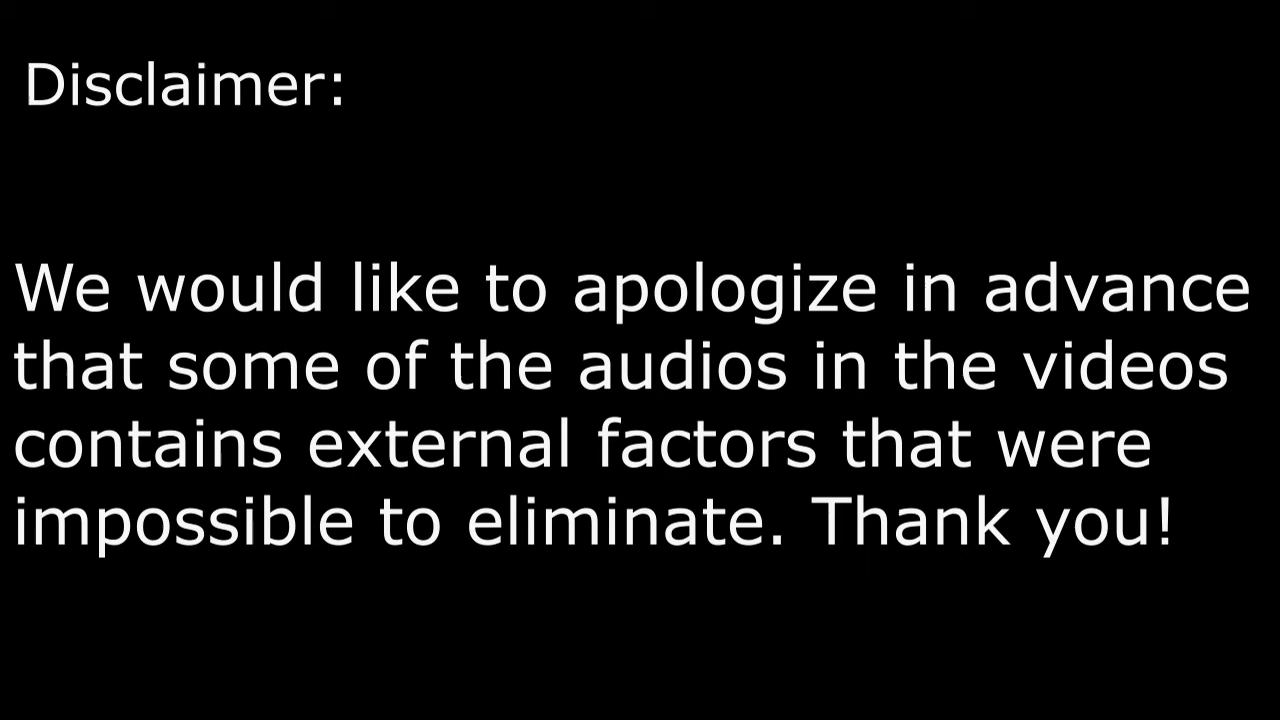 Disclaimer:
We would like to apologize in advance
that some of the audios in the videos
contains external factors that were
impossible to eliminate. Thank you!